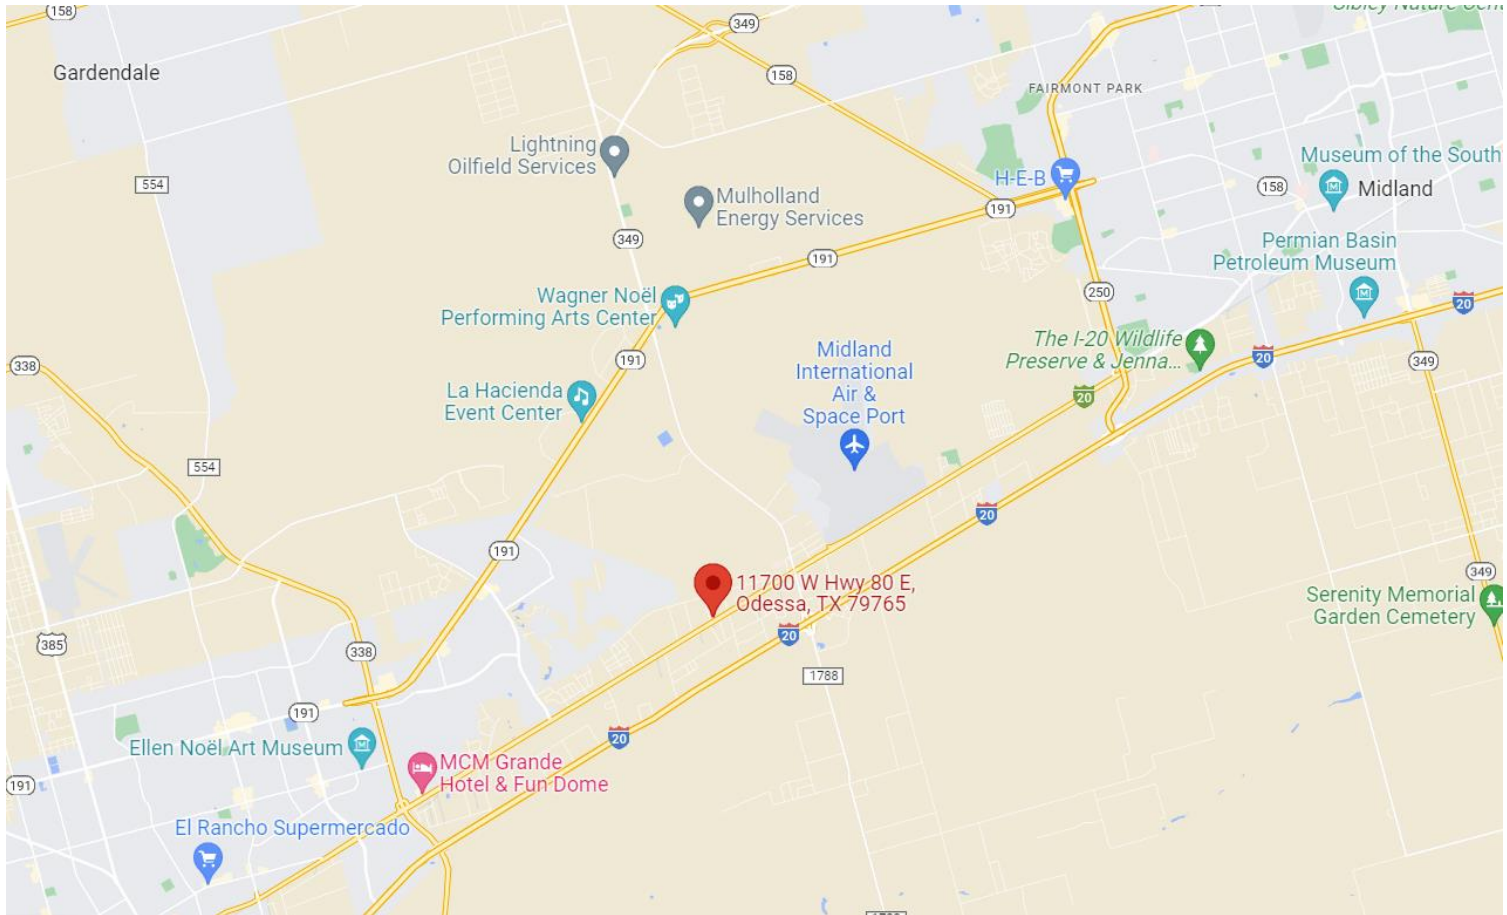 158
349
Sibley Nature Cent
Gardendale
158
FAIRMONT PARK
Lightning
Oilfield Services
Museum of the South
H-E-B
554
158
Midland
Mulholland
Energy Services
191
349
Permian Basin
Petroleum Museum
191
Wagner Noël
Performing Arts Center
250
20
The I-20 Wildlife
Preserve & Jenna...
20
Midland
International
Air &
Space Port
191
349
338
La Hacienda
Event Center
20
554
20
191
349
11700 W Hwy 80 E,
Odessa, TX 79765
Serenity Memorial
Garden Cemetery
20
385
338
1788
191
20
Ellen Noël Art Museum
MCM Grande
Hotel & Fun Dome
191
El Rancho Supermercado